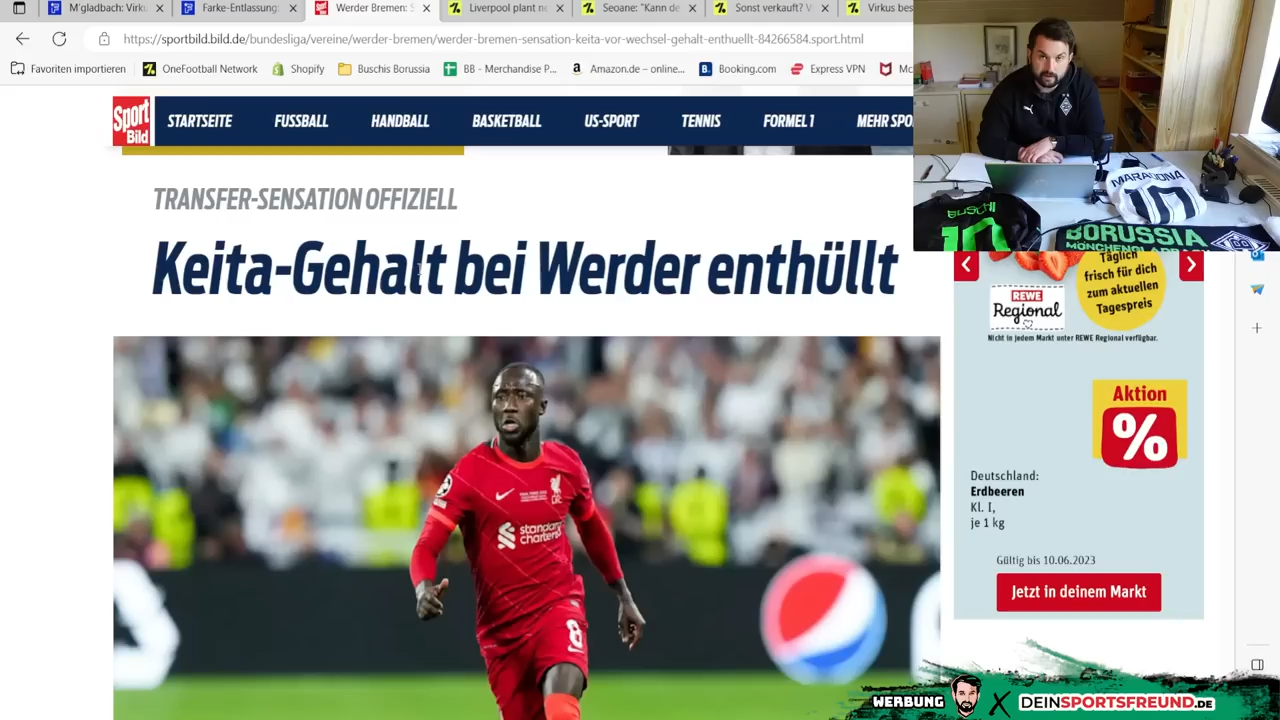 M´gladbach: Virku
Farke-Entlassung:
Werder Bremen: S
Liverpool plant ne
Seoane: "Kann de
Sonst verkauft? V
Virkus bes
https://sportbild.bild.de/bundesliga/vereine/werder-bremen/werder-bremen-sensation-keita-vor-wechsel-gehalt-enthuellt-84266584.sport.html
Favoriten importieren
OneFootball Network
Shopify
Buschis Borussia
BB - Merchandise P...
Amazon.de – online...
Booking.com
Express VPN
Mc
Sport Bild
STARTSEITE
FUSSBALL
HANDBALL
BASKETBALL
US-SPORT
TENNIS
FORMEL 1
MEHR SPO
MARADONA
10
BUSCHI
10
BORUSSIA
TRANSFER-SENSATION OFFIZIELL
Keita-Gehalt bei Werder enthüllt
Täglich
frisch für dich
zum aktuellen
Tagespreis
REWE
Regional
Nicht in jedem Markt unter REWE Regional verfügbar.
Aktion
%
Deutschland:
Erdbeeren
Kl. I,
je 1 kg
Gültig bis 10.06.2023
Jetzt in deinem Markt
standard
chartered
8
WERBUNG
X
DEINSPORTSFREUND.DE